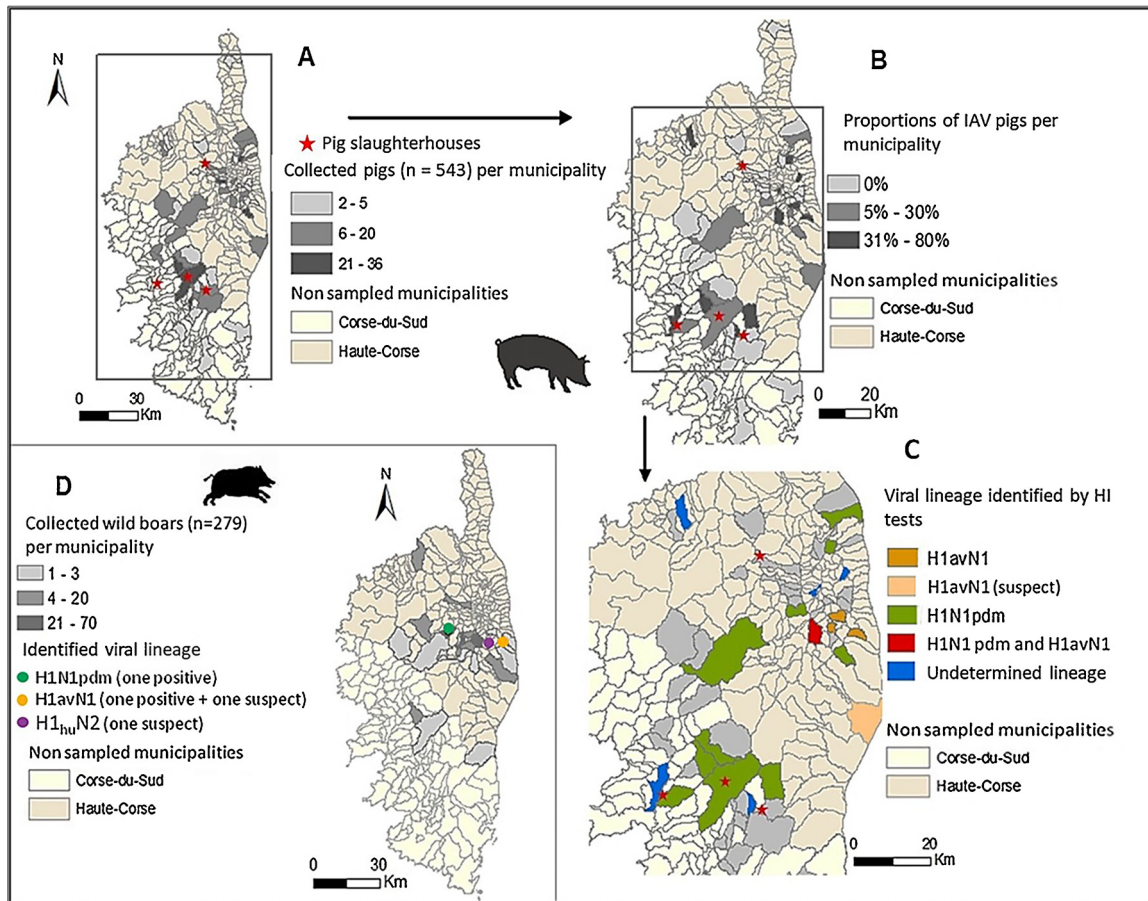 N
A
Pig slaughterhouses
Collected pigs (n = 543) per municipality
2 - 5
6 - 20
21 - 36
Non sampled municipalities
Corse-du-Sud
Haute-Corse
0 30
Km
B
Proportions of IAV pigs per
municipality
0%
5% - 30%
31% - 80%
Non sampled municipalities
Corse-du-Sud
Haute-Corse
0 20
Km
C
Viral lineage identified by HI
tests
H1avN1
H1avN1 (suspect)
H1N1pdm
H1N1 pdm and H1avN1
Undetermined lineage
Non sampled municipalities
Corse-du-Sud
Haute-Corse
0 20
Km
D
N
Collected wild boars (n=279)
per municipality
1 - 3
4 - 20
21 - 70
Identified viral lineage
H1N1pdm (one positive)
H1avN1 (one positive + one suspect)
H1huN2 (one suspect)
Non sampled municipalities
Corse-du-Sud
Haute-Corse
0 30
Km